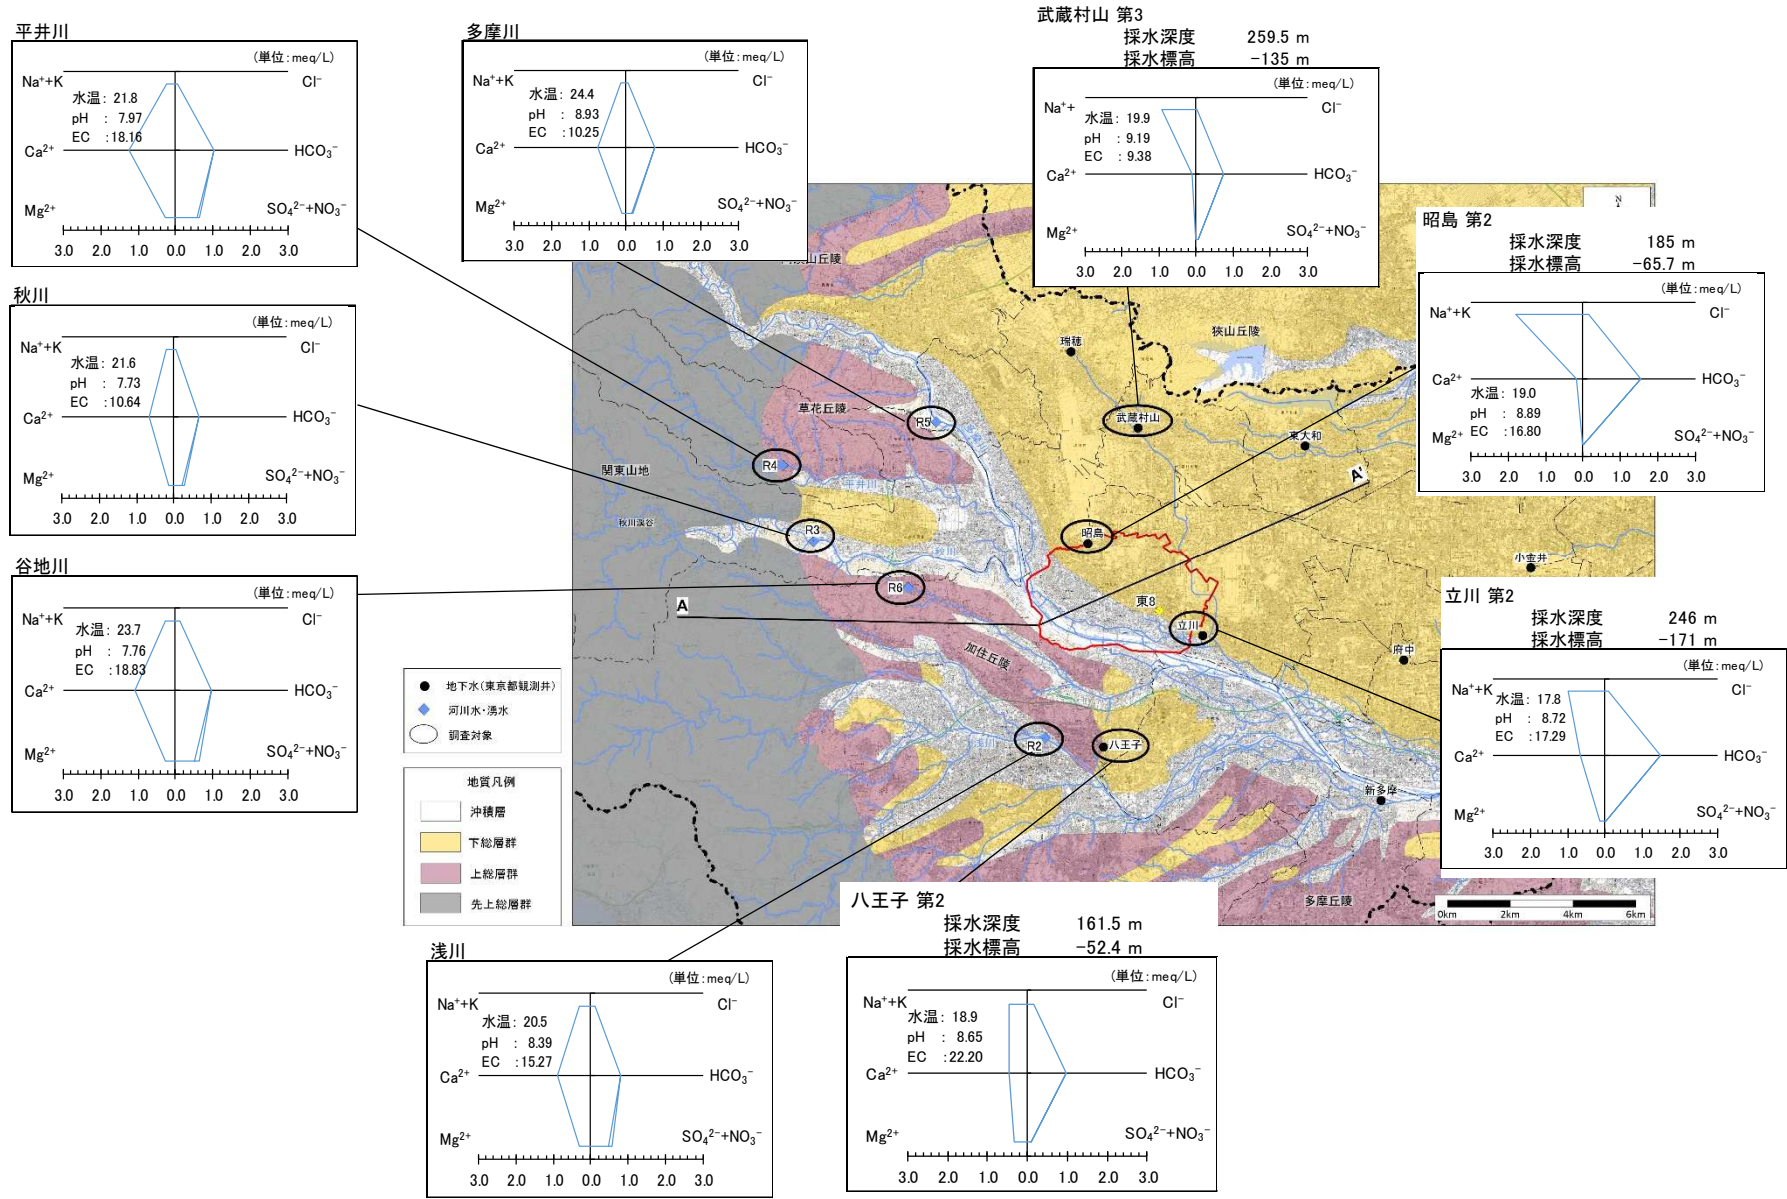 平井川
(単位:meq/L)
Na⁺+K
Cl⁻
水温: 21.8
pH : 7.97
EC :18.16
Ca²⁺
HCO₃⁻
Mg²⁺
SO₄²⁻+NO₃⁻
3.0 2.0 1.0 0.0 1.0 2.0 3.0
多摩川
(単位:meq/L)
Na⁺+K
Cl⁻
水温: 24.4
pH : 8.93
EC :10.25
Ca²⁺
HCO₃⁻
Mg²⁺
SO₄²⁻+NO₃⁻
3.0 2.0 1.0 0.0 1.0 2.0 3.0
武蔵村山 第3
採水深度 259.5 m
採水標高 -135 m
(単位:meq/L)
Na⁺+
Cl⁻
水温: 19.9
pH : 9.19
EC : 9.38
Ca²⁺
HCO₃⁻
Mg²⁺
SO₄²⁻+NO₃⁻
3.0 2.0 1.0 0.0 1.0 2.0 3.0
昭島 第2
採水深度 185 m
採水標高 -65.7 m
(単位:meq/L)
Na⁺+K
Cl⁻
Ca²⁺
HCO₃⁻
水温: 19.0
pH : 8.89
EC : 16.80
Mg²⁺
SO₄²⁻+NO₃⁻
3.0 2.0 1.0 0.0 1.0 2.0 3.0
秋川
(単位:meq/L)
Na⁺+K
Cl⁻
水温: 21.6
pH : 7.73
EC : 10.64
Ca²⁺
HCO₃⁻
Mg²⁺
SO₄²⁻+NO₃⁻
3.0 2.0 1.0 0.0 1.0 2.0 3.0
谷地川
(単位:meq/L)
Na⁺+K
Cl⁻
水温: 23.7
pH : 7.76
EC :18.83
Ca²⁺
HCO₃⁻
Mg²⁺
SO₄²⁻+NO₃⁻
3.0 2.0 1.0 0.0 1.0 2.0 3.0
立川 第2
採水深度 246 m
採水標高 -171 m
(単位:meq/L)
Na⁺+K
Cl⁻
水温: 17.8
pH : 8.72
EC :17.29
Ca²⁺
HCO₃⁻
Mg²⁺
SO₄²⁻+NO₃⁻
3.0 2.0 1.0 0.0 1.0 2.0 3.0
N
狭山丘陵
瑞穂
草花丘陵
R5
武蔵村山
東大和
R4
関東山地
平井川
A'
秋川渓谷
R3
昭島
秋川
小金井
R6
東8
A
立川
府中
加住丘陵
浅川
R2
八王子
新多摩
多摩丘陵
0km 2km 4km 6km
地下水(東京都観測井)
河川水・湧水
調査対象
地質凡例
沖積層
下総層群
上総層群
先上総層群
浅川
(単位:meq/L)
Na⁺+K
Cl⁻
水温: 20.5
pH : 8.39
EC :15.27
Ca²⁺
HCO₃⁻
Mg²⁺
SO₄²⁻+NO₃⁻
3.0 2.0 1.0 0.0 1.0 2.0 3.0
八王子 第2
採水深度 161.5 m
採水標高 -52.4 m
(単位:meq/L)
Na⁺+K
Cl⁻
水温: 18.9
pH : 8.65
EC :22.20
Ca²⁺
HCO₃⁻
Mg²⁺
SO₄²⁻+NO₃⁻
3.0 2.0 1.0 0.0 1.0 2.0 3.0